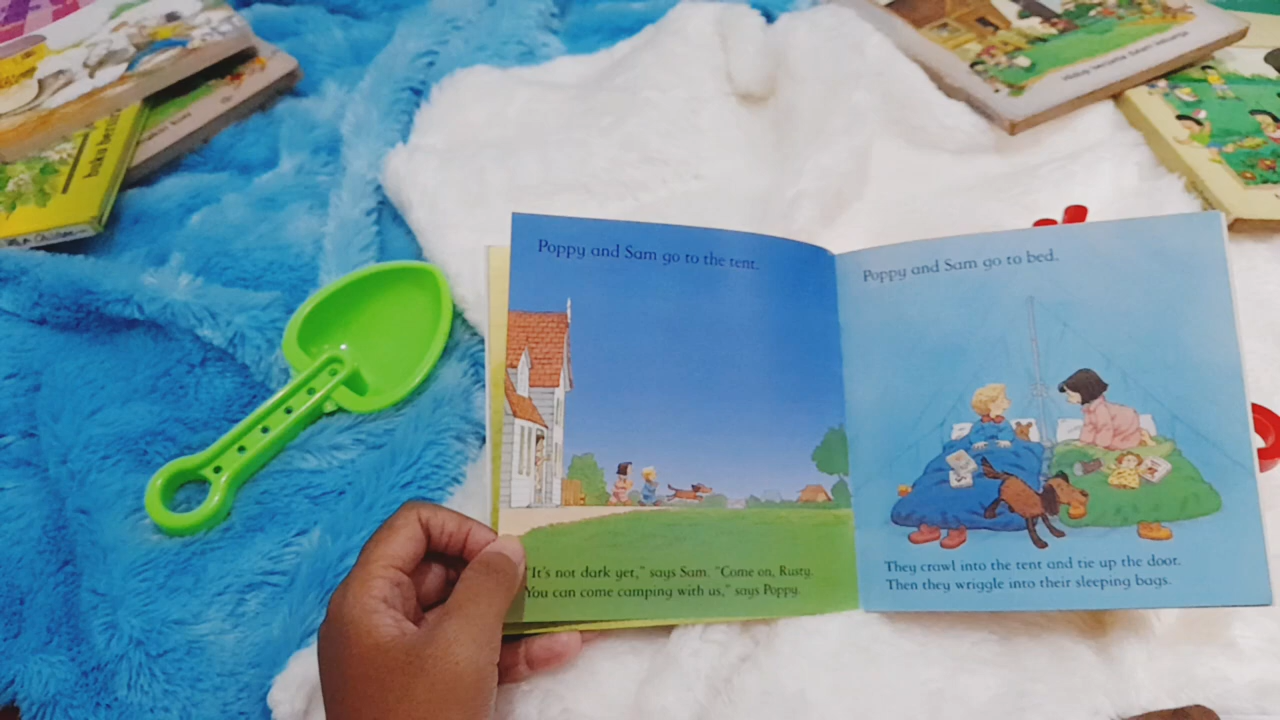 Poppy and Sam go to the tent.
"It's not dark yet," says Sam. "Come on, Rusty.
You can come camping with us," says Poppy.
Poppy and Sam go to bed.
They crawl into the tent and tie up the door.
Then they wriggle into their sleeping bags.